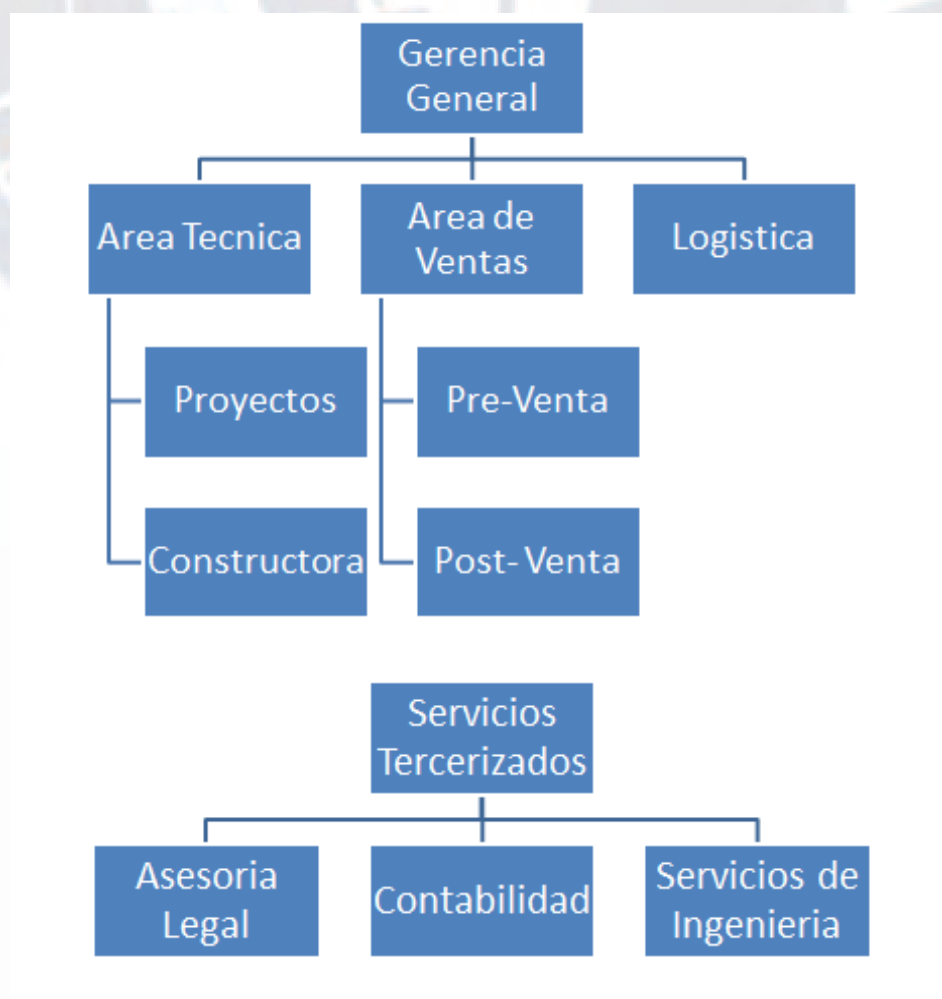 Gerencia
General
Area Tecnica
Area de
Ventas
Logistica
Proyectos
Pre-Venta
Constructora
Post- Venta
Servicios
Tercerizados
Asesoria
Legal
Contabilidad
Servicios de
Ingenieria